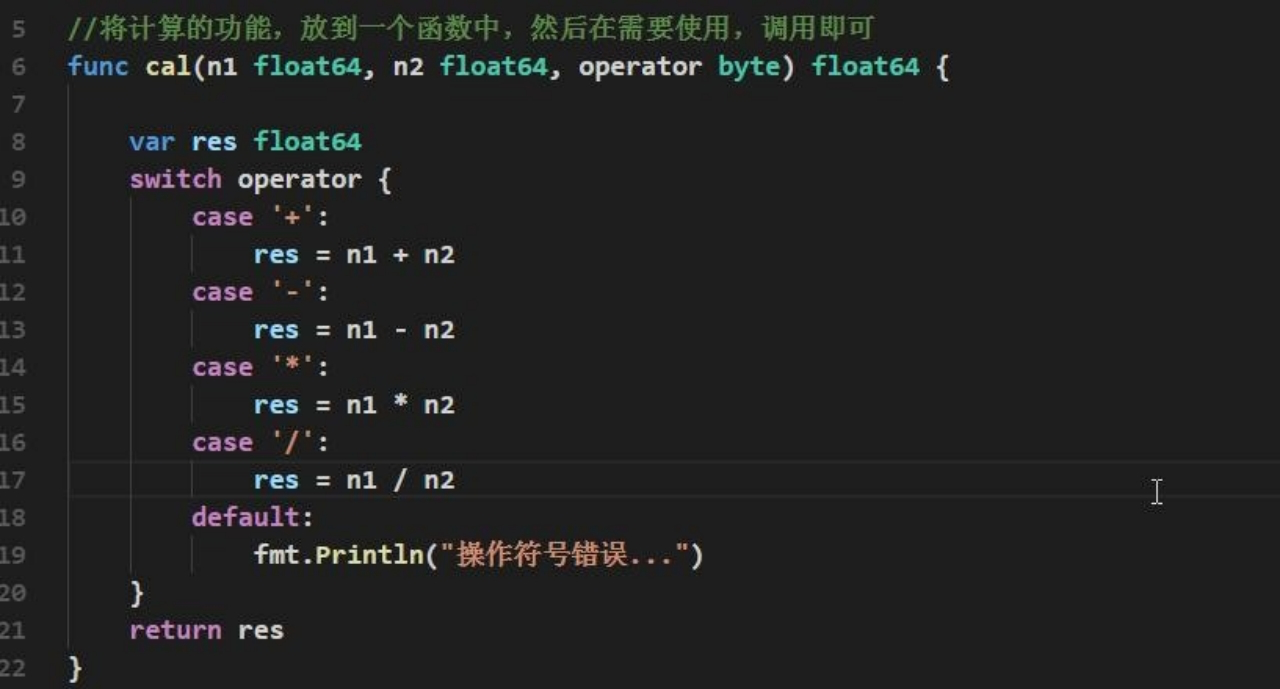 5 //将计算的功能，放到一个函数中，然后在需要使用，调用即可
6 func cal(n1 float64, n2 float64, operator byte) float64 {
7
8     var res float64
9     switch operator {
10         case '+':
11             res = n1 + n2
12         case '-':
13             res = n1 - n2
14         case '*':
15             res = n1 * n2
16         case '/':
17             res = n1 / n2
18         default:
19             fmt.Println("操作符号错误...")
20     }
21     return res
22 }